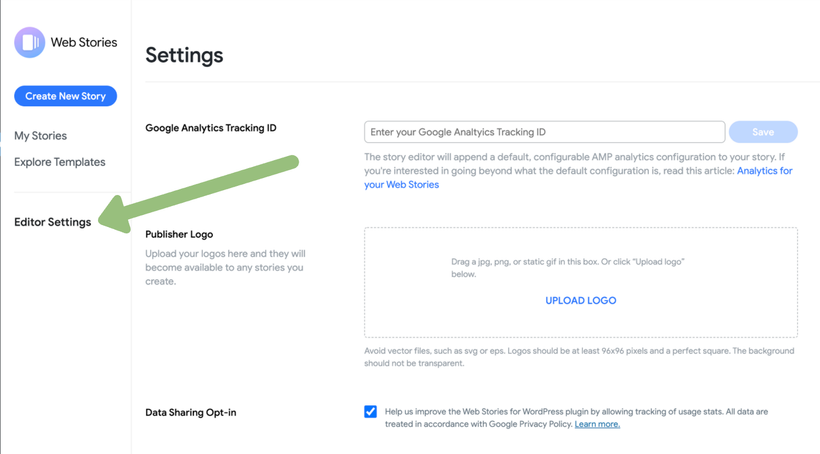 Web Stories
Create New Story
My Stories
Explore Templates
Editor Settings
Settings
Google Analytics Tracking ID
Enter your Google Analtyics Tracking ID
Save
The story editor will append a default, configurable AMP analytics configuration to your story. If
you're interested in going beyond what the default configuration is, read this article: Analytics for
your Web Stories
Publisher Logo
Upload your logos here and they will
become available to any stories you
create.
Drag a jpg, png, or static gif in this box. Or click "Upload logo"
below.
UPLOAD LOGO
Avoid vector files, such as svg or eps. Logos should be at least 96x96 pixels and a perfect square. The background
should not be transparent.
Data Sharing Opt-in
Help us improve the Web Stories for WordPress plugin by allowing tracking of usage stats. All data are
treated in accordance with Google Privacy Policy. Learn more.